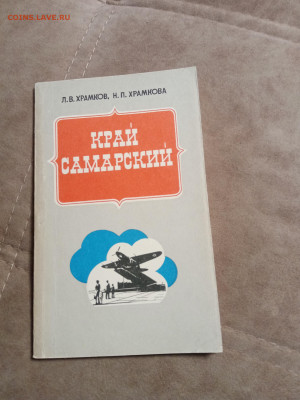 COINS.LAVE.RU
Л.В. ХРАМКОВ, Н.П. ХРАМКОВА
КРАЙ
САМАРСКИЙ